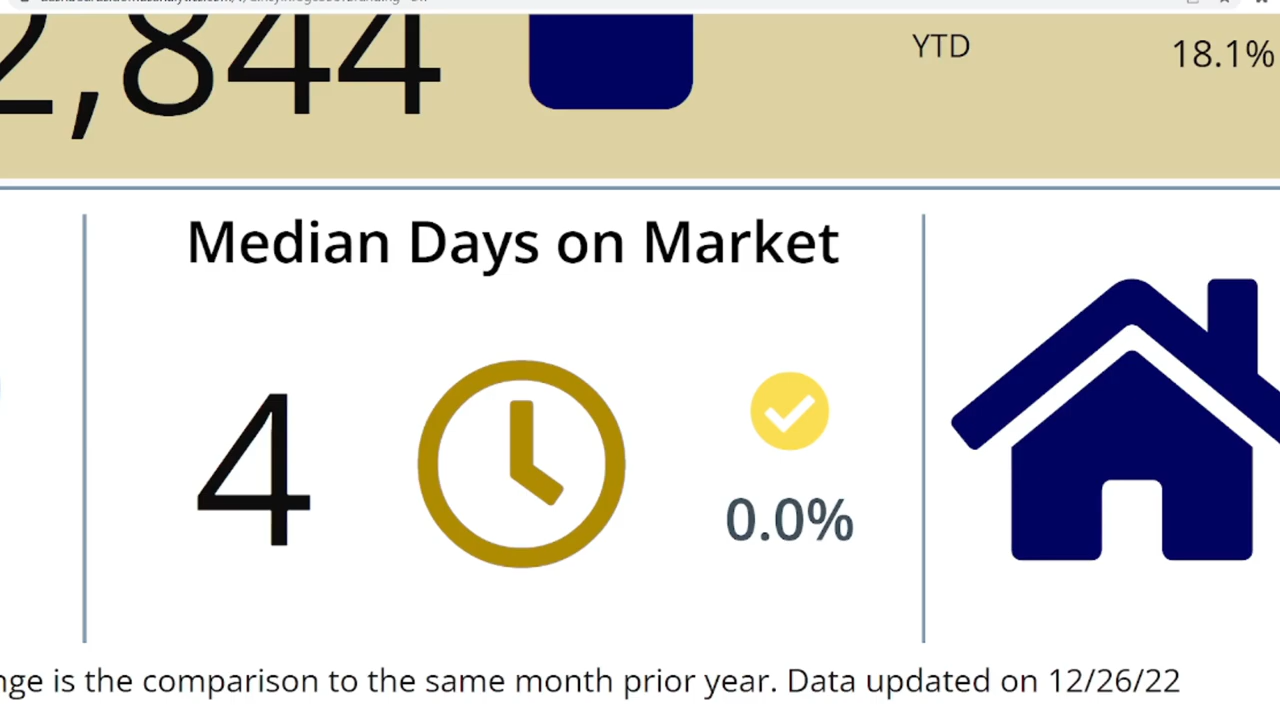 2,844
YTD
18.1%
Median Days on Market
4
0.0%
nge is the comparison to the same month prior year. Data updated on 12/26/22